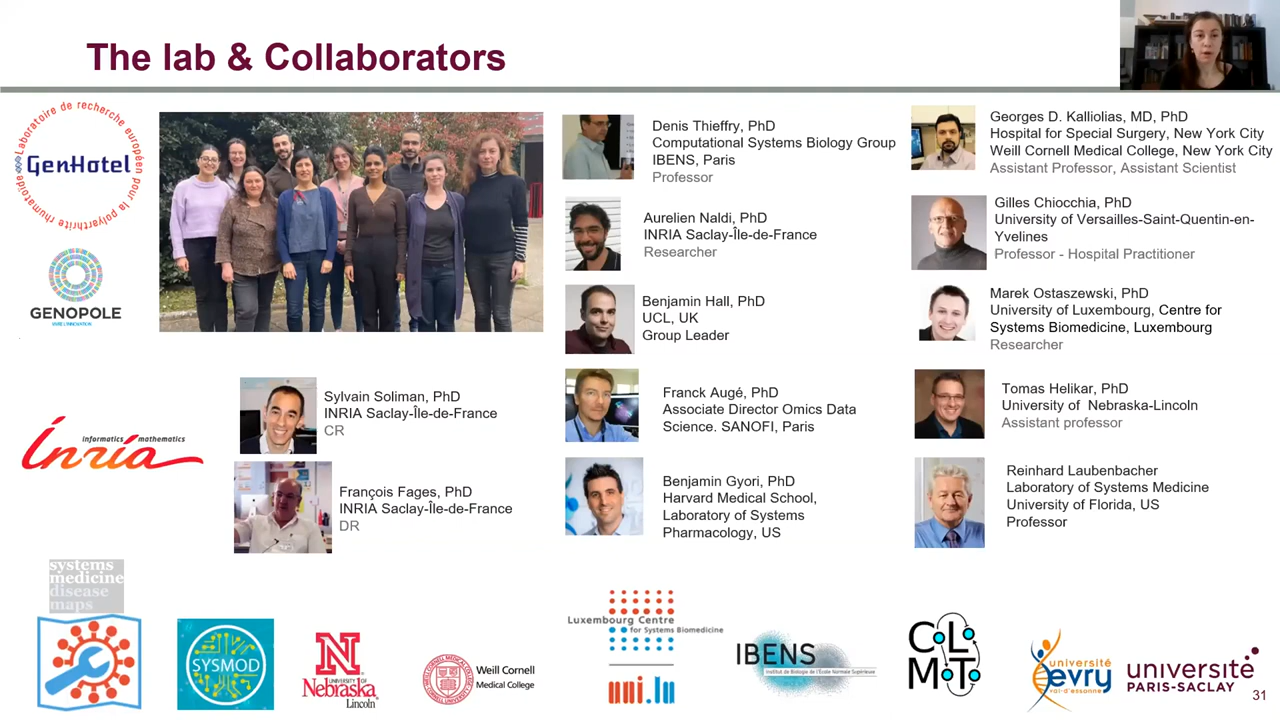 The lab & Collaborators
Laboratoire de recherche européen pour la polyarthrite rhumatoïde
GenHotel
GENOPOLE
Denis Thieffry, PhD
Computational Systems Biology Group
IBENS, Paris
Professor
Aurelien Naldi, PhD
INRIA Saclay-Île-de-France
Researcher
Benjamin Hall, PhD
UCL, UK
Group Leader
Franck Augé, PhD
Associate Director Omics Data
Science. SANOFI, Paris
Benjamin Gyori, PhD
Harvard Medical School,
Laboratory of Systems
Pharmacology, US
Georges D. Kalliolias, MD, PhD
Hospital for Special Surgery, New York City
Weill Cornell Medical College, New York City
Assistant Professor, Assistant Scientist
Gilles Chiocchia, PhD
University of Versailles-Saint-Quentin-en-
Yvelines
Professor - Hospital Practitioner
Marek Ostaszewski, PhD
University of Luxembourg, Centre for
Systems Biomedicine, Luxembourg
Researcher
Tomas Helikar, PhD
University of Nebraska-Lincoln
Assistant professor
Reinhard Laubenbacher
Laboratory of Systems Medicine
University of Florida, US
Professor
informatics mathematics
Inria
Sylvain Soliman, PhD
INRIA Saclay-Île-de-France
CR
François Fages, PhD
INRIA Saclay-Île-de-France
DR
systems
medicine
disease
maps
SYSMOD
N
UNIVERSITY OF
Nebraska
Lincoln
Weill Cornell
Medical College
Luxembourg Centre
for Systems Biomedicine
uni.lu
IBENS
Institut de Biologie de l'École Normale Supérieure
COLOMOTO
université
evry
val-d'essonne
université
PARIS-SACLAY
31